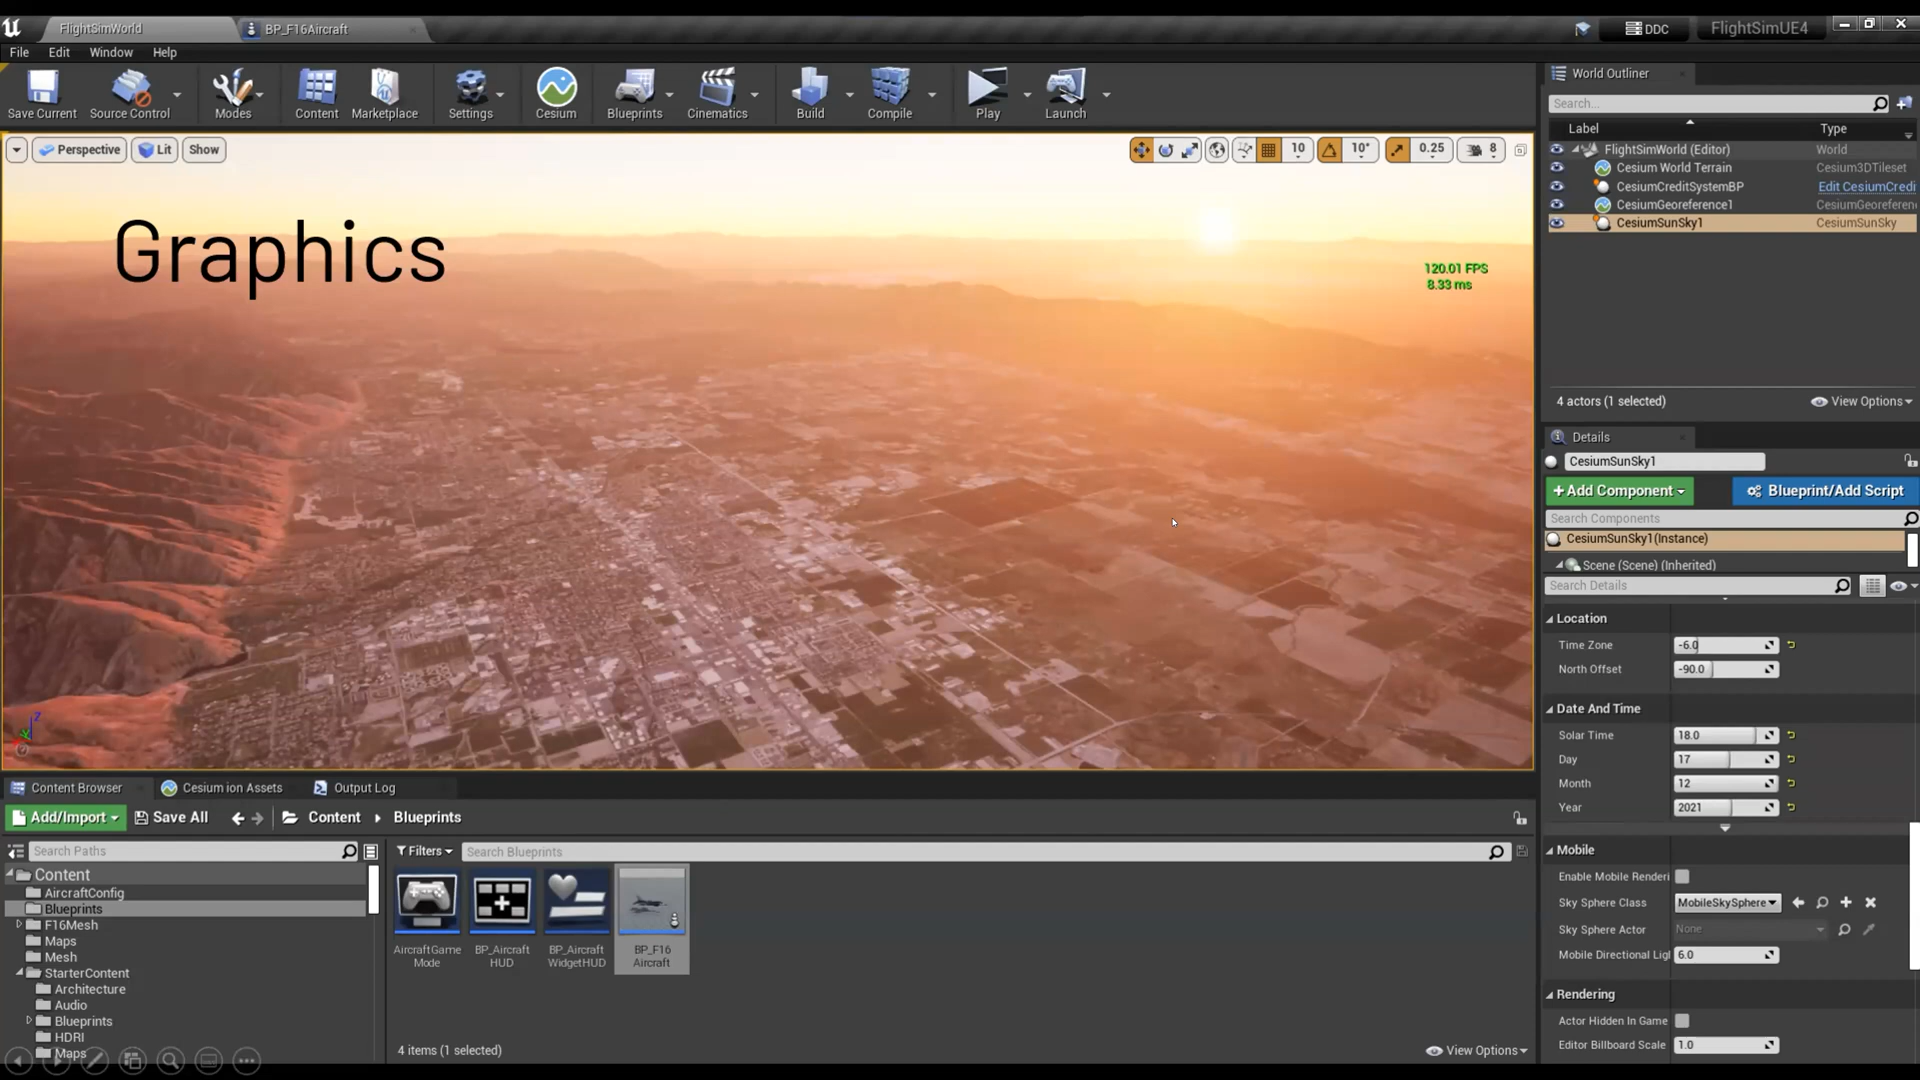 FlightSimWorld
BP_F16Aircraft
DDC
FlightSimUE4
File
Edit
Window
Help
Save Current
Source Control
Modes
Content
Marketplace
Settings
Cesium
Blueprints
Cinematics
Build
Compile
Play
Launch
Perspective
Lit
Show
10
10°
0.25
8
Graphics
120.01 FPS
8.33 ms
World Outliner
Search...
Label
Type
FlightSimWorld (Editor)
World
Cesium World Terrain
Cesium3DTileset
CesiumCreditSystemBP
Edit CesiumCredi
CesiumGeoreference1
CesiumGeoreferen
CesiumSunSky1
CesiumSunSky
4 actors (1 selected)
View Options
Details
CesiumSunSky1
+Add Component
Blueprint/Add Script
Search Components
CesiumSunSky1(Instance)
Scene (Scene) (Inherited)
Search Details
Location
Time Zone
-6.0
North Offset
-90.0
Date And Time
Solar Time
18.0
Day
17
Month
12
Year
2021
Mobile
Enable Mobile Renderi
Sky Sphere Class
MobileSkySphere
Sky Sphere Actor
None
Mobile Directional Ligl
6.0
Rendering
Actor Hidden In Game
Editor Billboard Scale
1.0
Content Browser
Cesium ion Assets
Output Log
Add/Import
Save All
Content
Blueprints
Search Paths
Filters
Search Blueprints
Content
AircraftConfig
Blueprints
F16Mesh
Maps
Mesh
StarterContent
Architecture
Audio
Blueprints
HDRI
Maps
AircraftGame
Mode
BP_Aircraft
HUD
BP_Aircraft
WidgetHUD
BP_F16
Aircraft
4 items (1 selected)
View Options